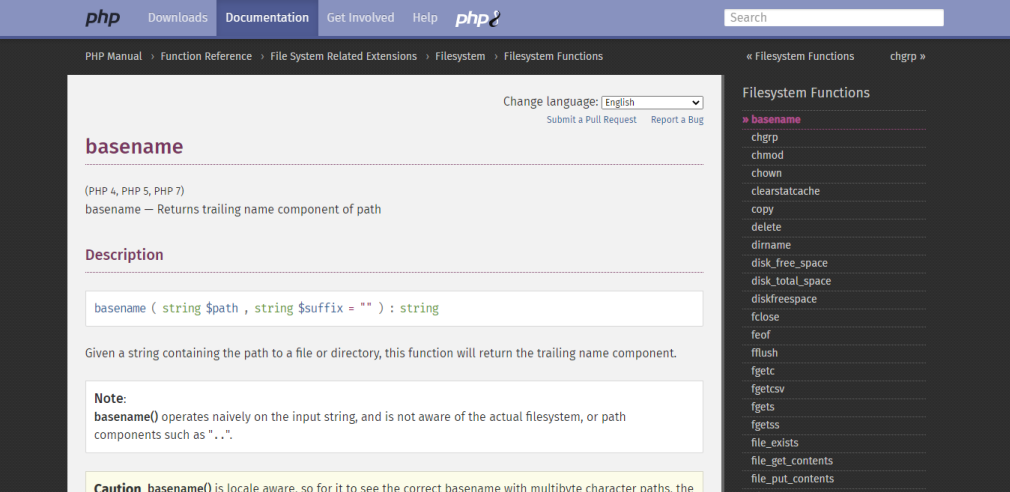 php Downloads Documentation Get Involved Help php8 Search
PHP Manual › Function Reference › File System Related Extensions › Filesystem › Filesystem Functions « Filesystem Functions chgrp »
Change language: English
Submit a Pull Request Report a Bug
basename
(PHP 4, PHP 5, PHP 7)
basename — Returns trailing name component of path
Description
basename ( string $path , string $suffix = "" ) : string
Given a string containing the path to a file or directory, this function will return the trailing name component.
Note:
basename() operates naively on the input string, and is not aware of the actual filesystem, or path
components such as "..".
Caution basename() is locale aware, so for it to see the correct basename with multibyte character paths, the
Filesystem Functions
» basename
chgrp
chmod
chown
clearstatcache
copy
delete
dirname
disk_free_space
disk_total_space
diskfreespace
fclose
feof
fflush
fgetc
fgetcsv
fgets
fgetss
file_exists
file_get_contents
file_put_contents